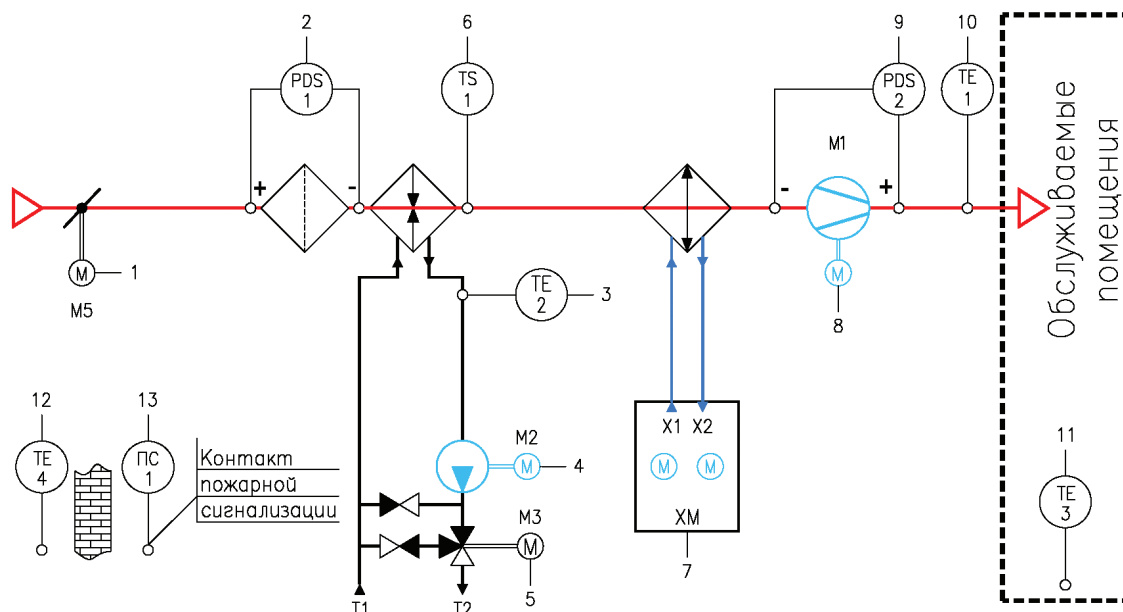 2
6
9
10
PDS
1
TS
1
PDS
2
TE
1
M1
+
-
-
+
M
1
M5
TE
2
3
M
8
Обслуживаемые
помещения
12
13
TE
4
ПС
1
Контакт
пожарной
сигнализации
M2
M
4
M3
M
5
T1
T2
X1
X2
M
M
XM
7
11
TE
3